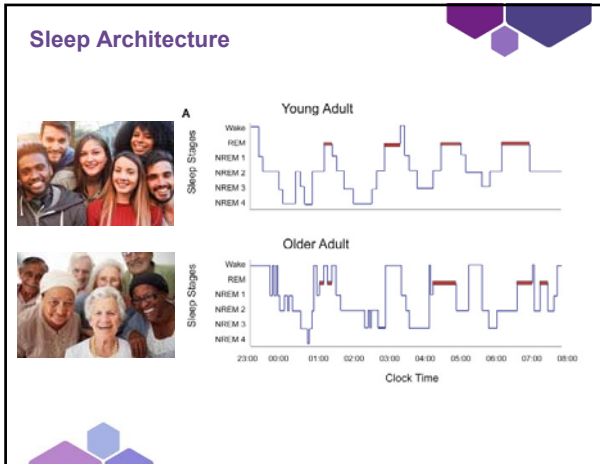 Sleep Architecture
A
Young Adult
Sleep Stages
Wake
REM
NREM 1
NREM 2
NREM 3
NREM 4
Older Adult
Sleep Stages
Wake
REM
NREM 1
NREM 2
NREM 3
NREM 4
23:00 00:00 01:00 02:00 03:00 04:00 05:00 06:00 07:00 08:00
Clock Time